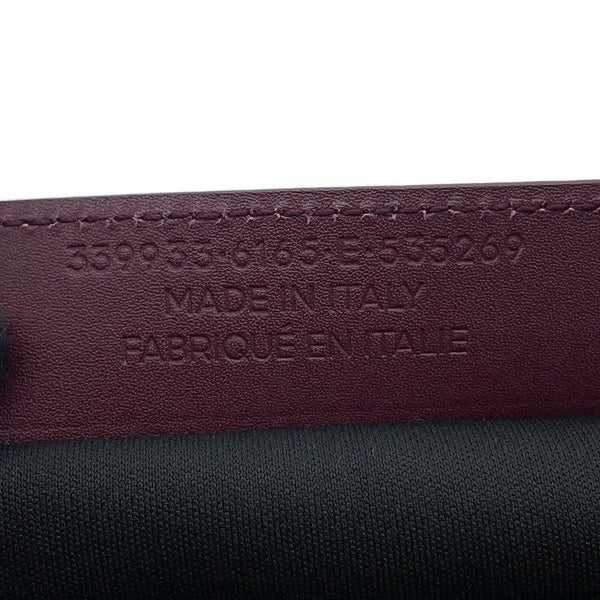 339933-6165-E-535269
MADE IN ITALY
FABRIQUÉ EN ITALIE